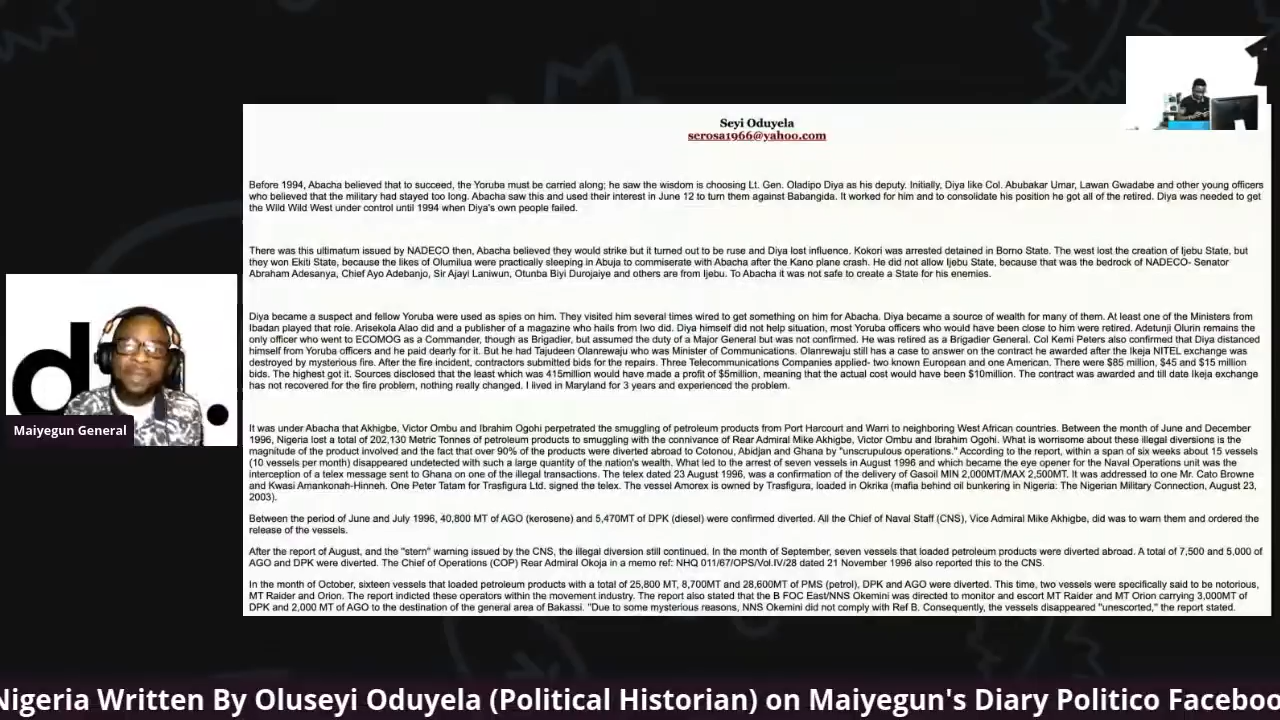 Seyi Oduyela
serosa1966@yahoo.com
Before 1994, Abacha believed that to succeed, the Yoruba must be carried along; he saw the wisdom is choosing Lt. Gen. Oladipo Diya as his deputy. Initially, Diya like Col. Abubakar Umar, Lawan Gwadabe and other young officers
who believed that the military had stayed too long. Abacha saw this and used their interest in June 12 to turn them against Babangida. It worked for him and to consolidate his position he got all of the retired. Diya was needed to get
the Wild Wild West under control until 1994 when Diya's own people failed.
There was this ultimatum issued by NADECO then, Abacha believed they would strike but it turned out to be ruse and Diya lost influence. Kokori was arrested detained in Borno State. The west lost the creation of Ijebu State, but
they won Ekiti State, because the likes of Olumilua were practically sleeping in Abuja to commiserate with Abacha after the Kano plane crash. He did not allow Ijebu State, because that was the bedrock of NADECO- Senator
Abraham Adesanya, Chief Ayo Adebanjo, Sir Ajayi Laniwun, Otunba Biyi Durojaiye and others are from Ijebu. To Abacha it was not safe to create a State for his enemies.
Diya became a suspect and fellow Yoruba were used as spies on him. They visited him several times wired to get something on him for Abacha. Diya became a source of wealth for many of them. At least one of the Ministers from
Ibadan played that role. Arisekola Alao did and a publisher of a magazine who hails from Iwo did. Diya himself did not help situation, most Yoruba officers who would have been close to him were retired. Adetunji Olurin remains the
only officer who went to ECOMOG as a Commander, though as Brigadier, but assumed the duty of a Major General but was not confirmed. He was retired as a Brigadier General. Col Kemi Peters also confirmed that Diya distanced
himself from Yoruba officers and he paid dearly for it. But he had Tajudeen Olanrewaju who was Minister of Communications. Olanrewaju still has a case to answer on the contract he awarded after the Ikeja NITEL exchange was
destroyed by mysterious fire. After the fire incident, contractors submitted bids for the repairs. Three Telecommunications Companies applied- two known European and one American. There were $85 million, $45 and $15 million
bids. The highest got it. Sources disclosed that the least which was 415million would have made a profit of $5million, meaning that the actual cost would have been $10million. The contract was awarded and till date Ikeja exchange
has not recovered for the fire problem, nothing really changed. I lived in Maryland for 3 years and experienced the problem.
It was under Abacha that Akhigbe, Victor Ombu and Ibrahim Ogohi perpetrated the smuggling of petroleum products from Port Harcourt and Warri to neighboring West African countries. Between the month of June and December
1996, Nigeria lost a total of 202,130 Metric Tonnes of petroleum products to smuggling with the connivance of Rear Admiral Mike Akhigbe, Victor Ombu and Ibrahim Ogohi. What is worrisome about these illegal diversions is the
magnitude of the product involved and the fact that over 90% of the products were diverted abroad to Cotonou, Abidjan and Ghana by "unscrupulous operations." According to the report, within a span of six weeks about 15 vessels
(10 vessels per month) disappeared undetected with such a large quantity of the nation's wealth. What led to the arrest of seven vessels in August 1996 and which became the eye opener for the Naval Operations unit was the
interception of a telex message sent to Ghana on one of the illegal transactions. The telex dated 23 August 1996, was a confirmation of the delivery of Gasoil MIN 2,000MT/MAX 2,500MT. It was addressed to one Mr. Cato Browne
and Kwasi Amankonah-Hinneh. One Peter Tatam for Trasfigura Ltd. signed the telex. The vessel Amorex is owned by Trasfigura, loaded in Okrika (mafia behind oil bunkering in Nigeria: The Nigerian Military Connection, August 23,
2003).
Between the period of June and July 1996, 40,800 MT of AGO (kerosene) and 5,470MT of DPK (diesel) were confirmed diverted. All the Chief of Naval Staff (CNS), Vice Admiral Mike Akhigbe, did was to warn them and ordered the
release of the vessels.
After the report of August, and the "stern" warning issued by the CNS, the illegal diversion still continued. In the month of September, seven vessels that loaded petroleum products were diverted abroad. A total of 7,500 and 5,000 of
AGO and DPK were diverted. The Chief of Operations (COP) Rear Admiral Okoja in a memo ref: NHQ 011/67/OPS/Vol.IV/28 dated 21 November 1996 also reported this to the CNS.
In the month of October, sixteen vessels that loaded petroleum products with a total of 25,800 MT, 8,700MT and 28,600MT of PMS (petrol), DPK and AGO were diverted. This time, two vessels were specifically said to be notorious,
MT Raider and Orion. The report indicted these operators within the movement industry. The report also stated that the B FOC East/NNS Okemini was directed to monitor and escort MT Raider and MT Orion carrying 3,000MT of
DPK and 2,000 MT of AGO to the destination of the general area of Bakassi. "Due to some mysterious reasons, NNS Okemini did not comply with Ref B. Consequently, the vessels disappeared "unescorted," the report stated.
d.
Maiyegun General
Nigeria Written By Oluseyi Oduyela (Political Historian) on Maiyegun's Diary Politico Faceboo